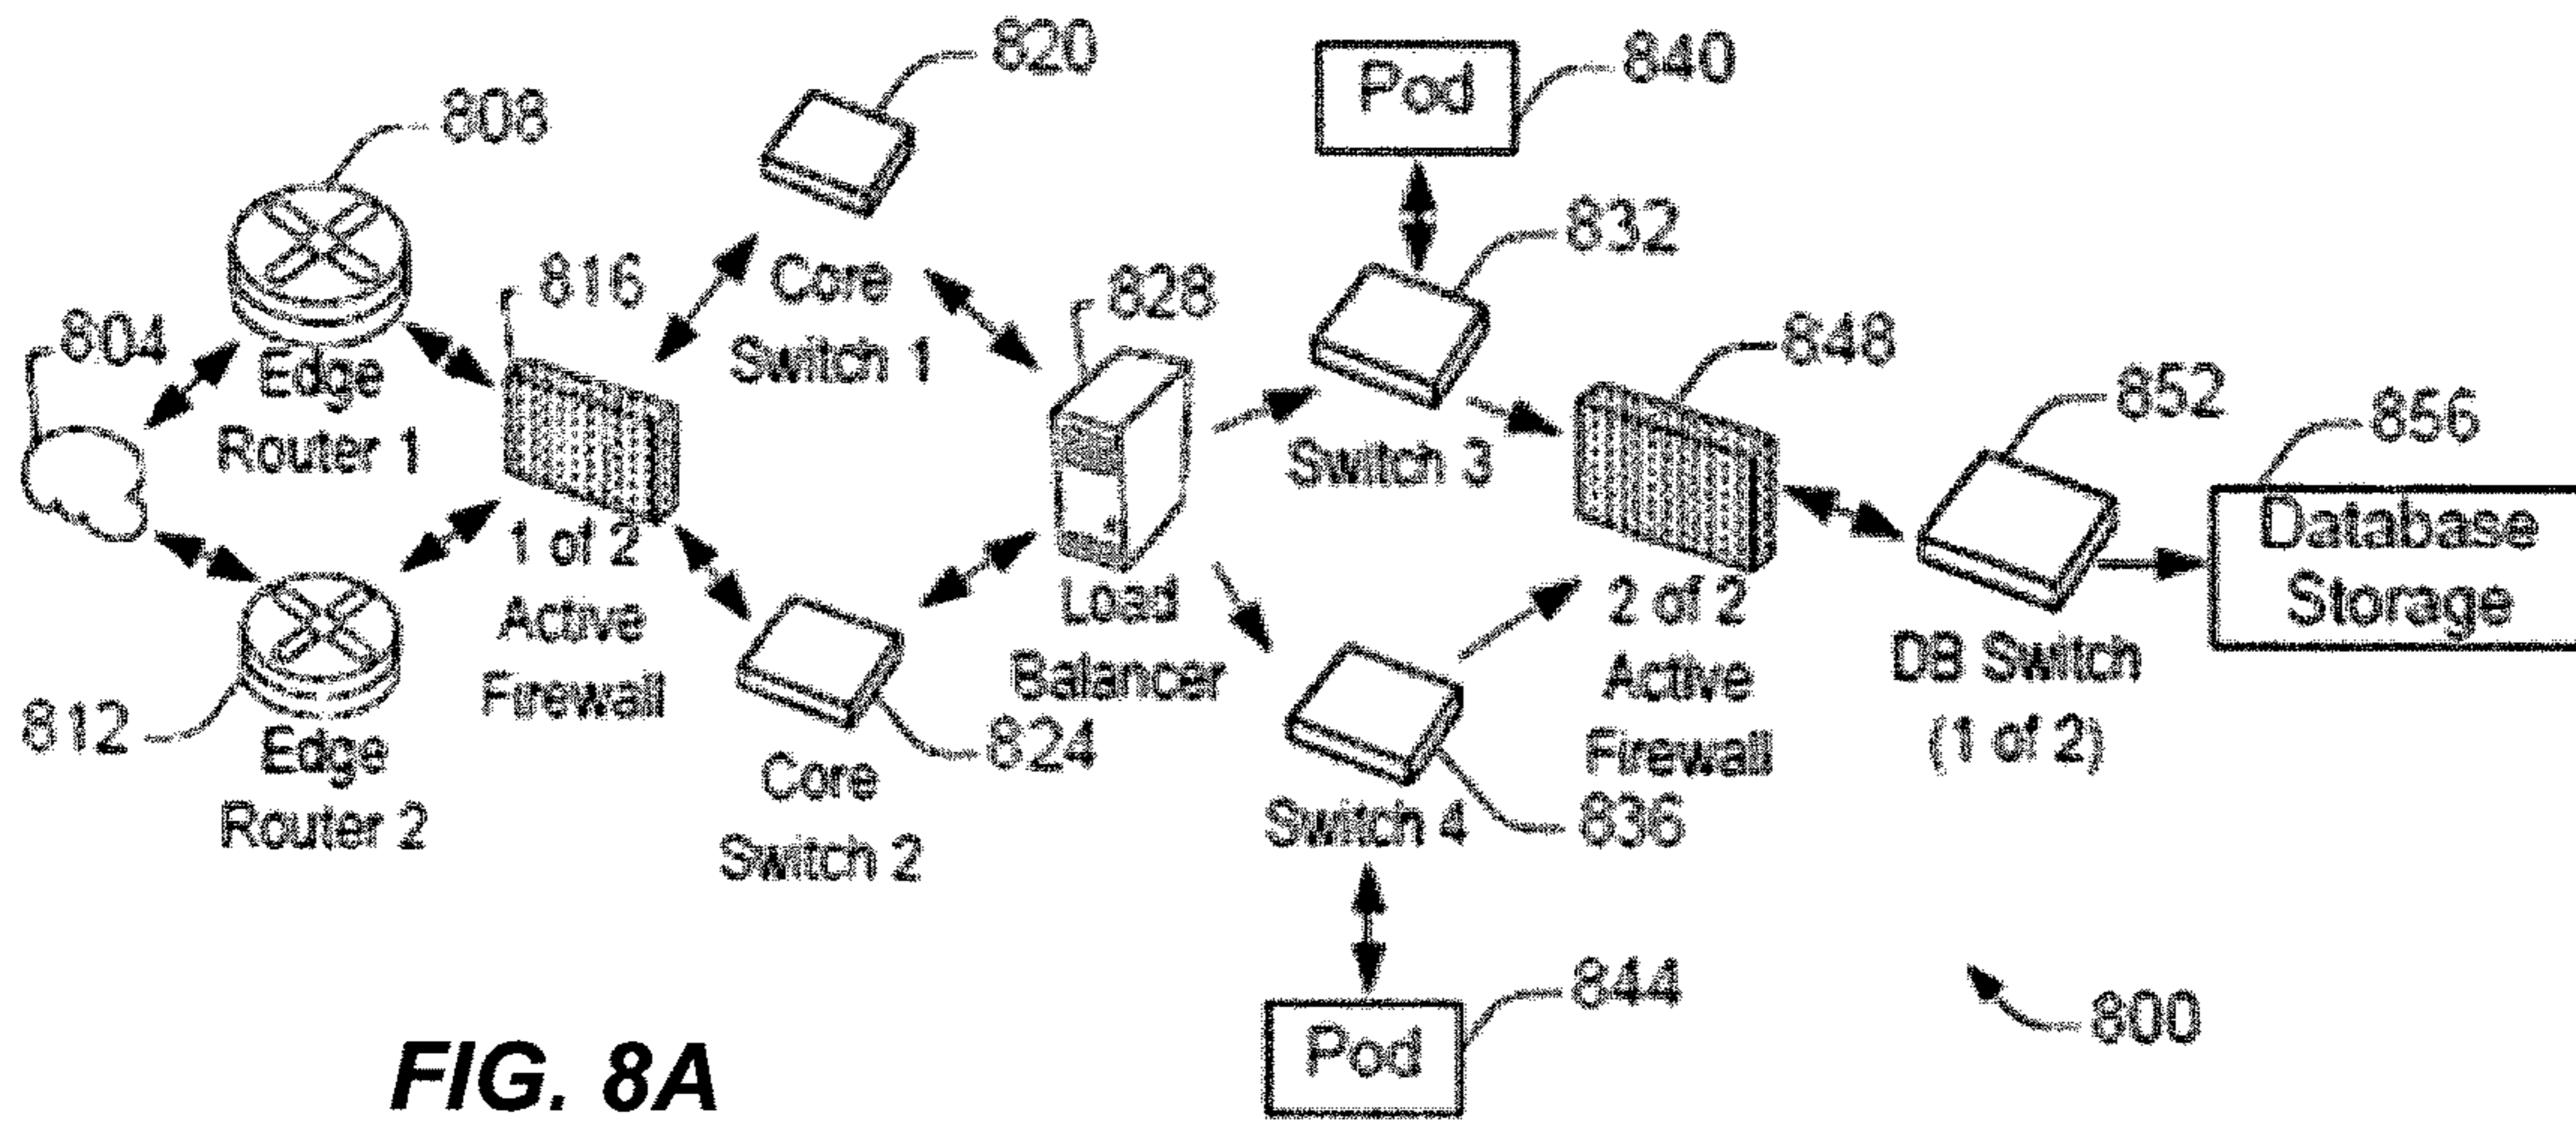 820
840
Pod
808
832
816
Core
Switch 1
828
804
Edge
Router 1
848
852
856
Switch 3
Database
Storage
1 of 2
Active
Firewall
Load
Balancer
2 of 2
Active
Firewall
DB Switch
(1 of 2)
812
Edge
Router 2
824
Core
Switch 2
Switch 4
836
844
Pod
800
FIG. 8A